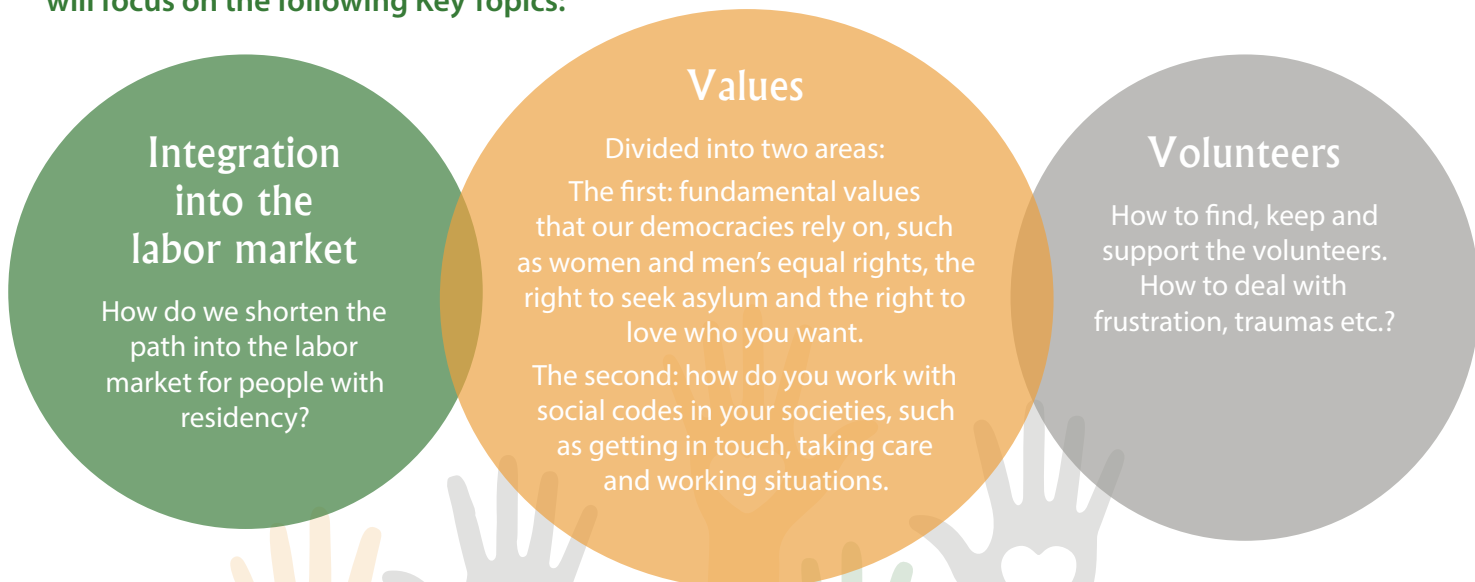 will focus on the following Key Topics:
Integration
into the
labor market
How do we shorten the
path into the labor
market for people with
residency?
Values
Divided into two areas:
The first: fundamental values
that our democracies rely on, such
as women and men’s equal rights, the
right to seek asylum and the right to
love who you want.
The second: how do you work with
social codes in your societies, such
as getting in touch, taking care
and working situations.
Volunteers
How to find, keep and
support the volunteers.
How to deal with
frustration, traumas etc.?